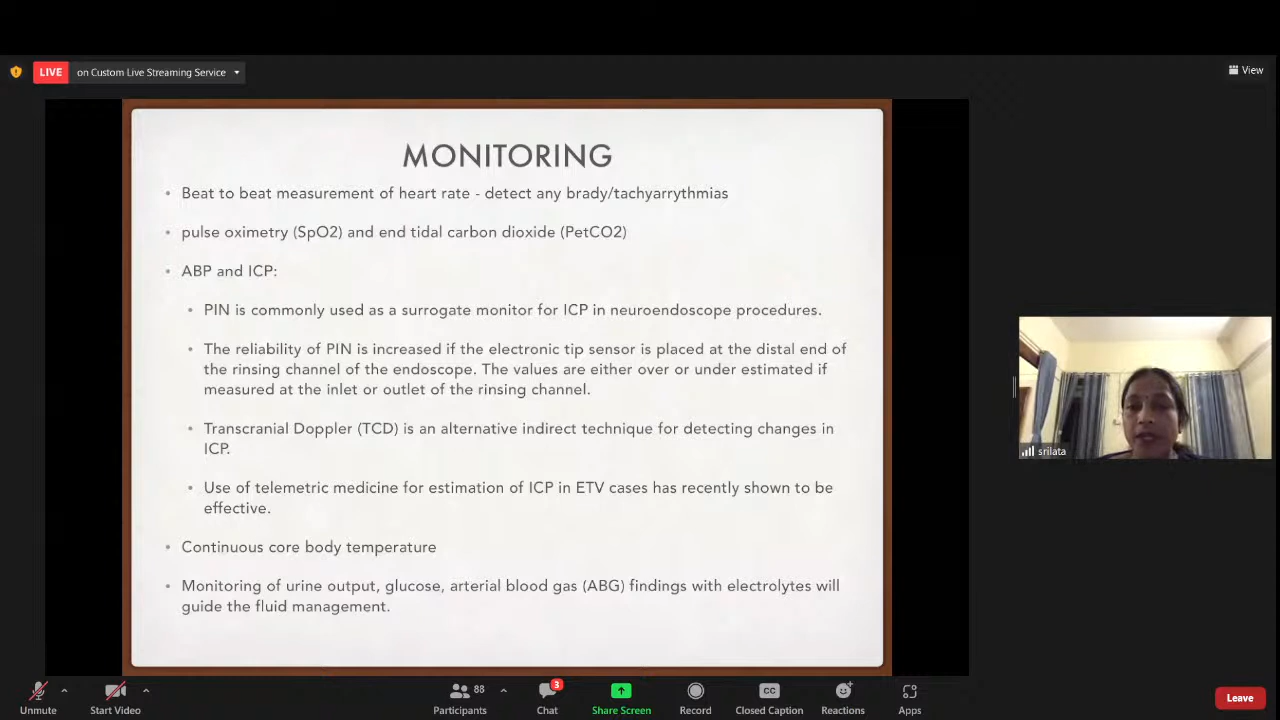 LIVE
on Custom Live Streaming Service
View
MONITORING
• Beat to beat measurement of heart rate - detect any brady/tachyarrythmias
• pulse oximetry (SpO2) and end tidal carbon dioxide (PetCO2)
• ABP and ICP:
• PIN is commonly used as a surrogate monitor for ICP in neuroendoscope procedures.
• The reliability of PIN is increased if the electronic tip sensor is placed at the distal end of
the rinsing channel of the endoscope. The values are either over or under estimated if
measured at the inlet or outlet of the rinsing channel.
• Transcranial Doppler (TCD) is an alternative indirect technique for detecting changes in
ICP.
• Use of telemetric medicine for estimation of ICP in ETV cases has recently shown to be
effective.
• Continuous core body temperature
• Monitoring of urine output, glucose, arterial blood gas (ABG) findings with electrolytes will
guide the fluid management.
srilata
Unmute
Start Video
88
Participants
3
Chat
Share Screen
Record
CC
Closed Caption
Reactions
Apps
Leave